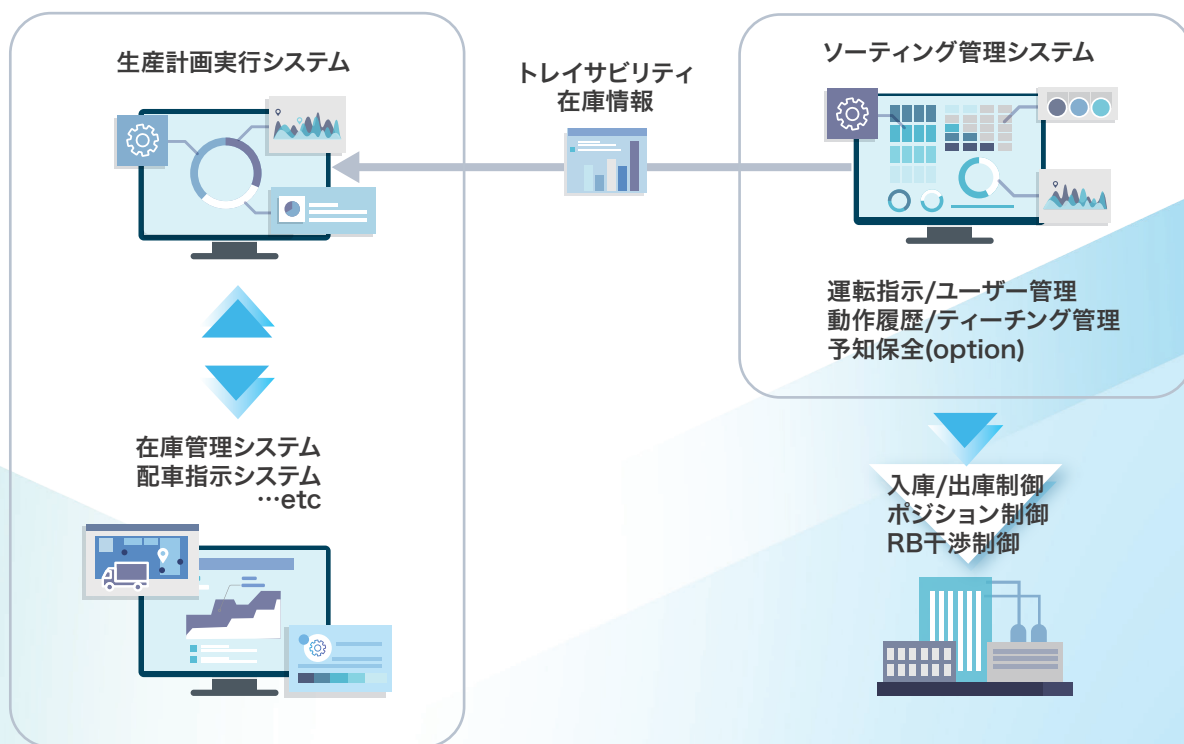 生産計画実行システム
トレイサビリティ
在庫情報
ソーティング管理システム
運転指示/ユーザー管理
動作履歴/ティーチング管理
予知保全(option)
在庫管理システム
配車指示システム
…etc
入庫/出庫制御
ポジション制御
RB干渉制御